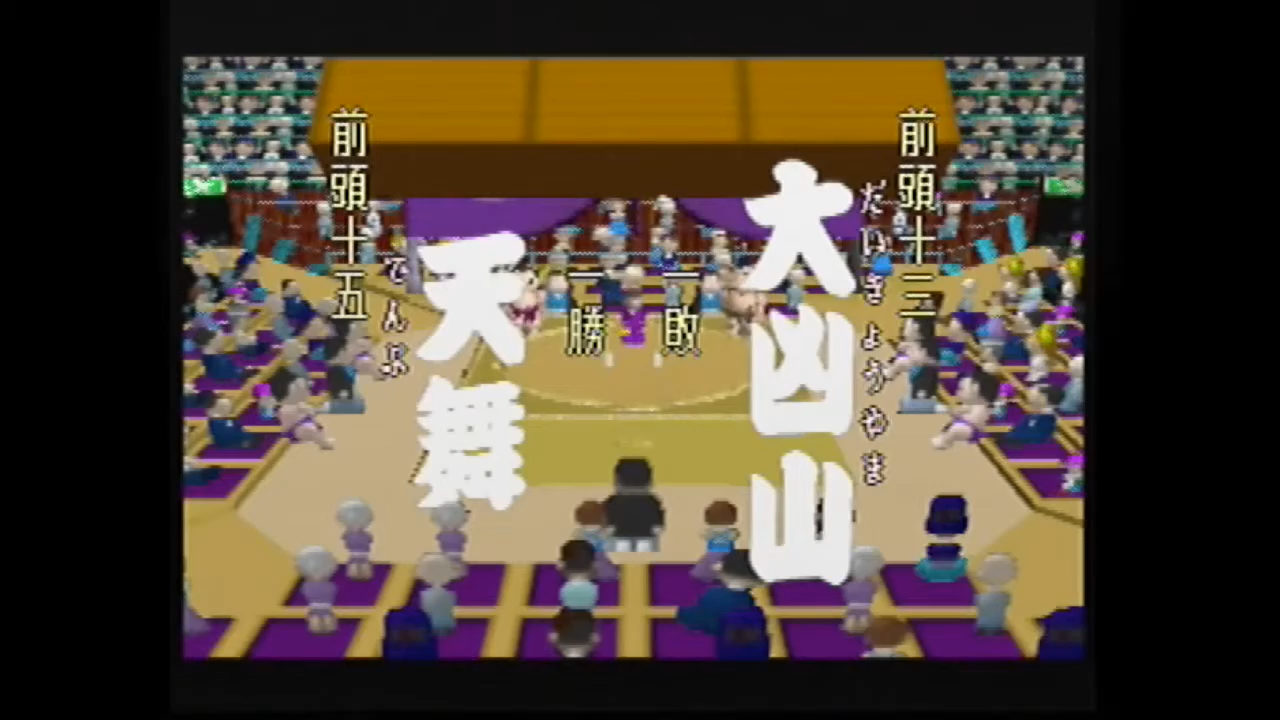 前頭十三
だいきょうやま
大凶山
一敗
一勝
てんぶ
天舞
前頭十五